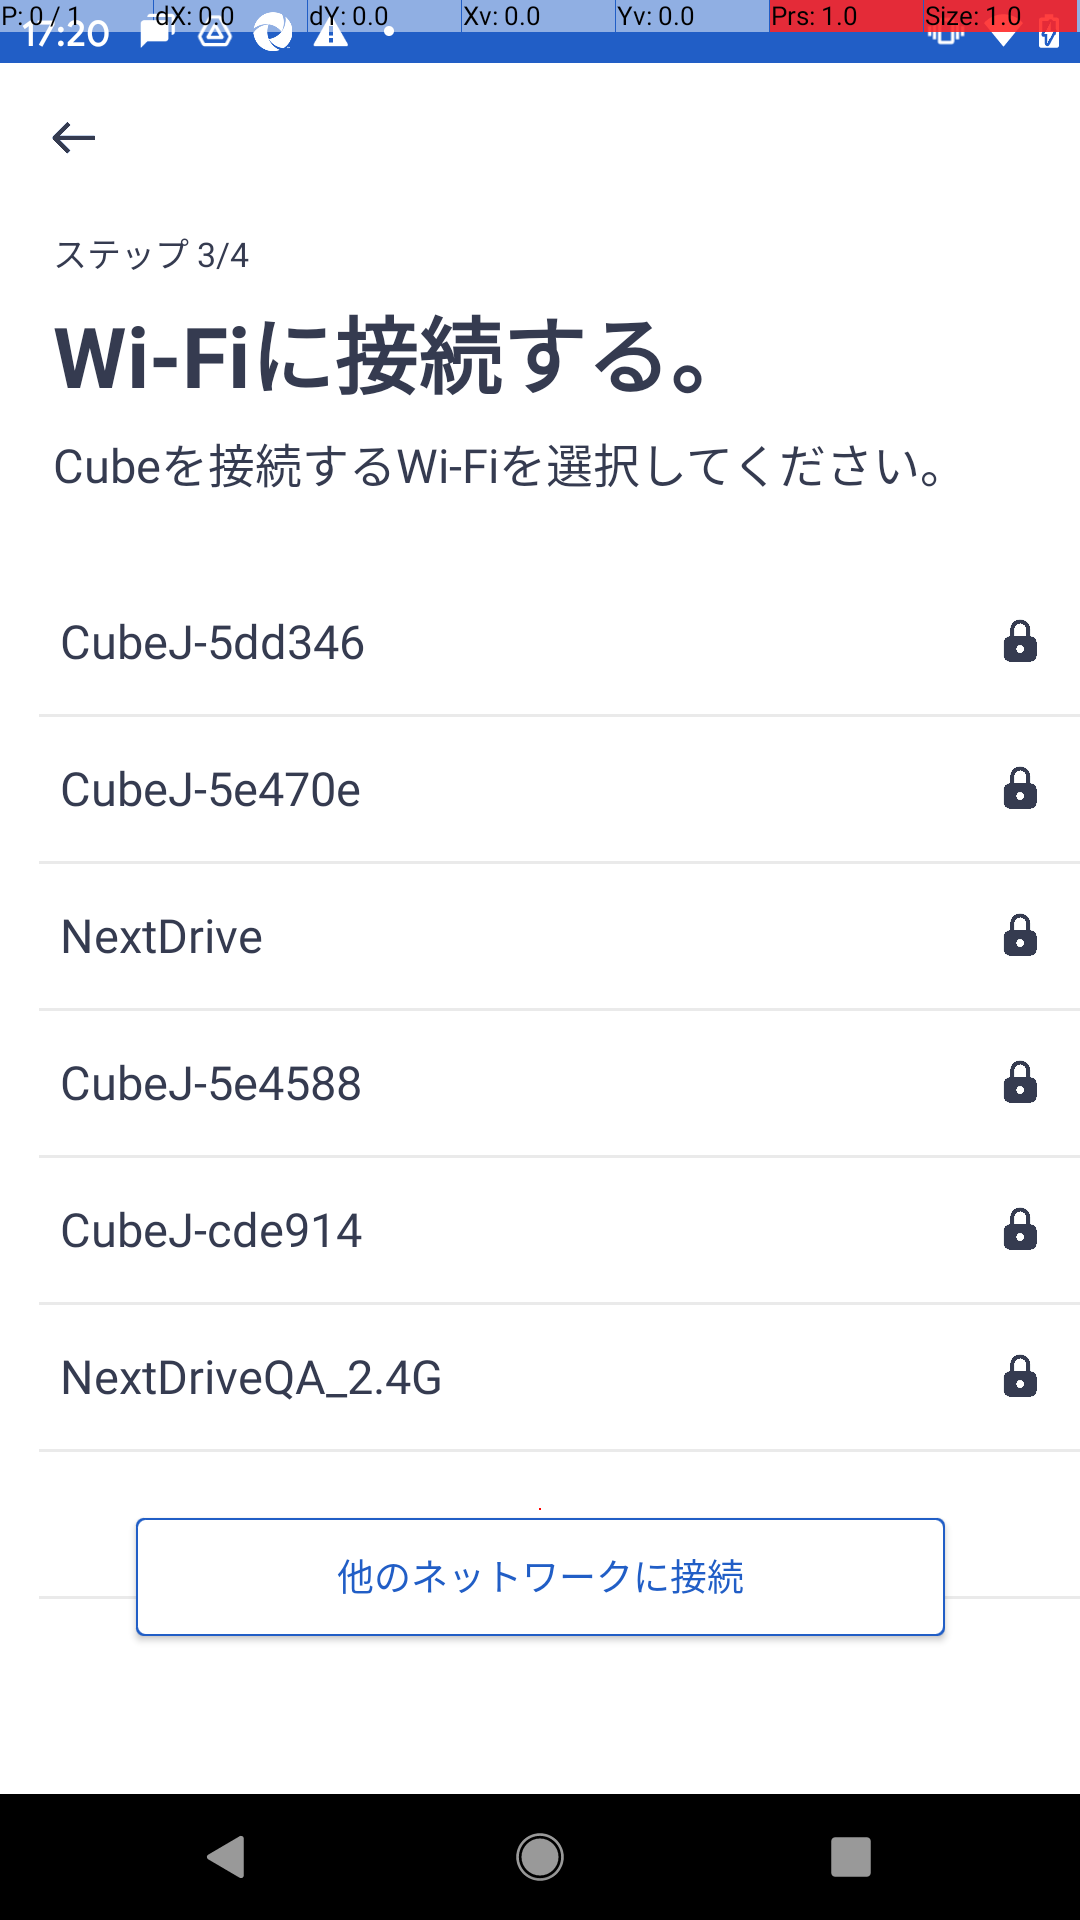 P: 0 / 1 dX: 0.0 dY: 0.0 Xv: 0.0 Yv: 0.0 Prs: 1.0 Size: 1.0
17:20
ステップ 3/4
Wi-Fiに接続する。
Cubeを接続するWi-Fiを選択してください。
CubeJ-5dd346
CubeJ-5e470e
NextDrive
CubeJ-5e4588
CubeJ-cde914
NextDriveQA_2.4G
他のネットワークに接続